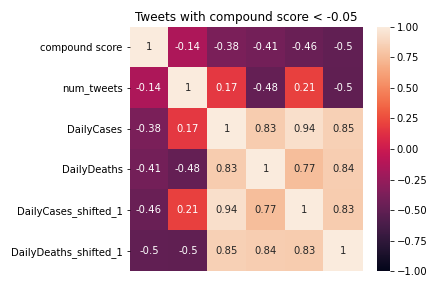 Tweets with compound score < -0.05
compound score 1 -0.14 -0.38 -0.41 -0.46 -0.5
num_tweets -0.14 1 0.17 -0.48 0.21 -0.5
DailyCases -0.38 0.17 1 0.83 0.94 0.85
DailyDeaths -0.41 -0.48 0.83 1 0.77 0.84
DailyCases_shifted_1 -0.46 0.21 0.94 0.77 1 0.83
DailyDeaths_shifted_1 -0.5 -0.5 0.85 0.84 0.83 1
1.00
0.75
0.50
0.25
0.00
−0.25
−0.50
−0.75
−1.00